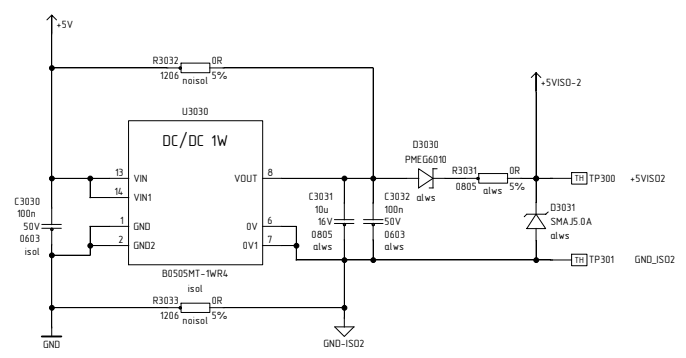 +5V
R3032 0R
1206 noisol 5%
U3030
DC/DC 1W
+5VISO-2
D3030
PMEG6010
alws
R3031 0R
0805 alws 5%
13 VIN
14 VIN1
VOUT 8
TH TP300 +5VISO2
C3030
100n
50V
0603
isol
1 GND
2 GND2
0V 6
0V1 7
C3031
10u
16V
0805
alws
C3032
100n
50V
0603
alws
D3031
SMAJ5.0A
alws
B0505MT-1WR4
isol
TH TP301 GND_ISO2
R3033 0R
1206 noisol 5%
GND
GND-ISO2